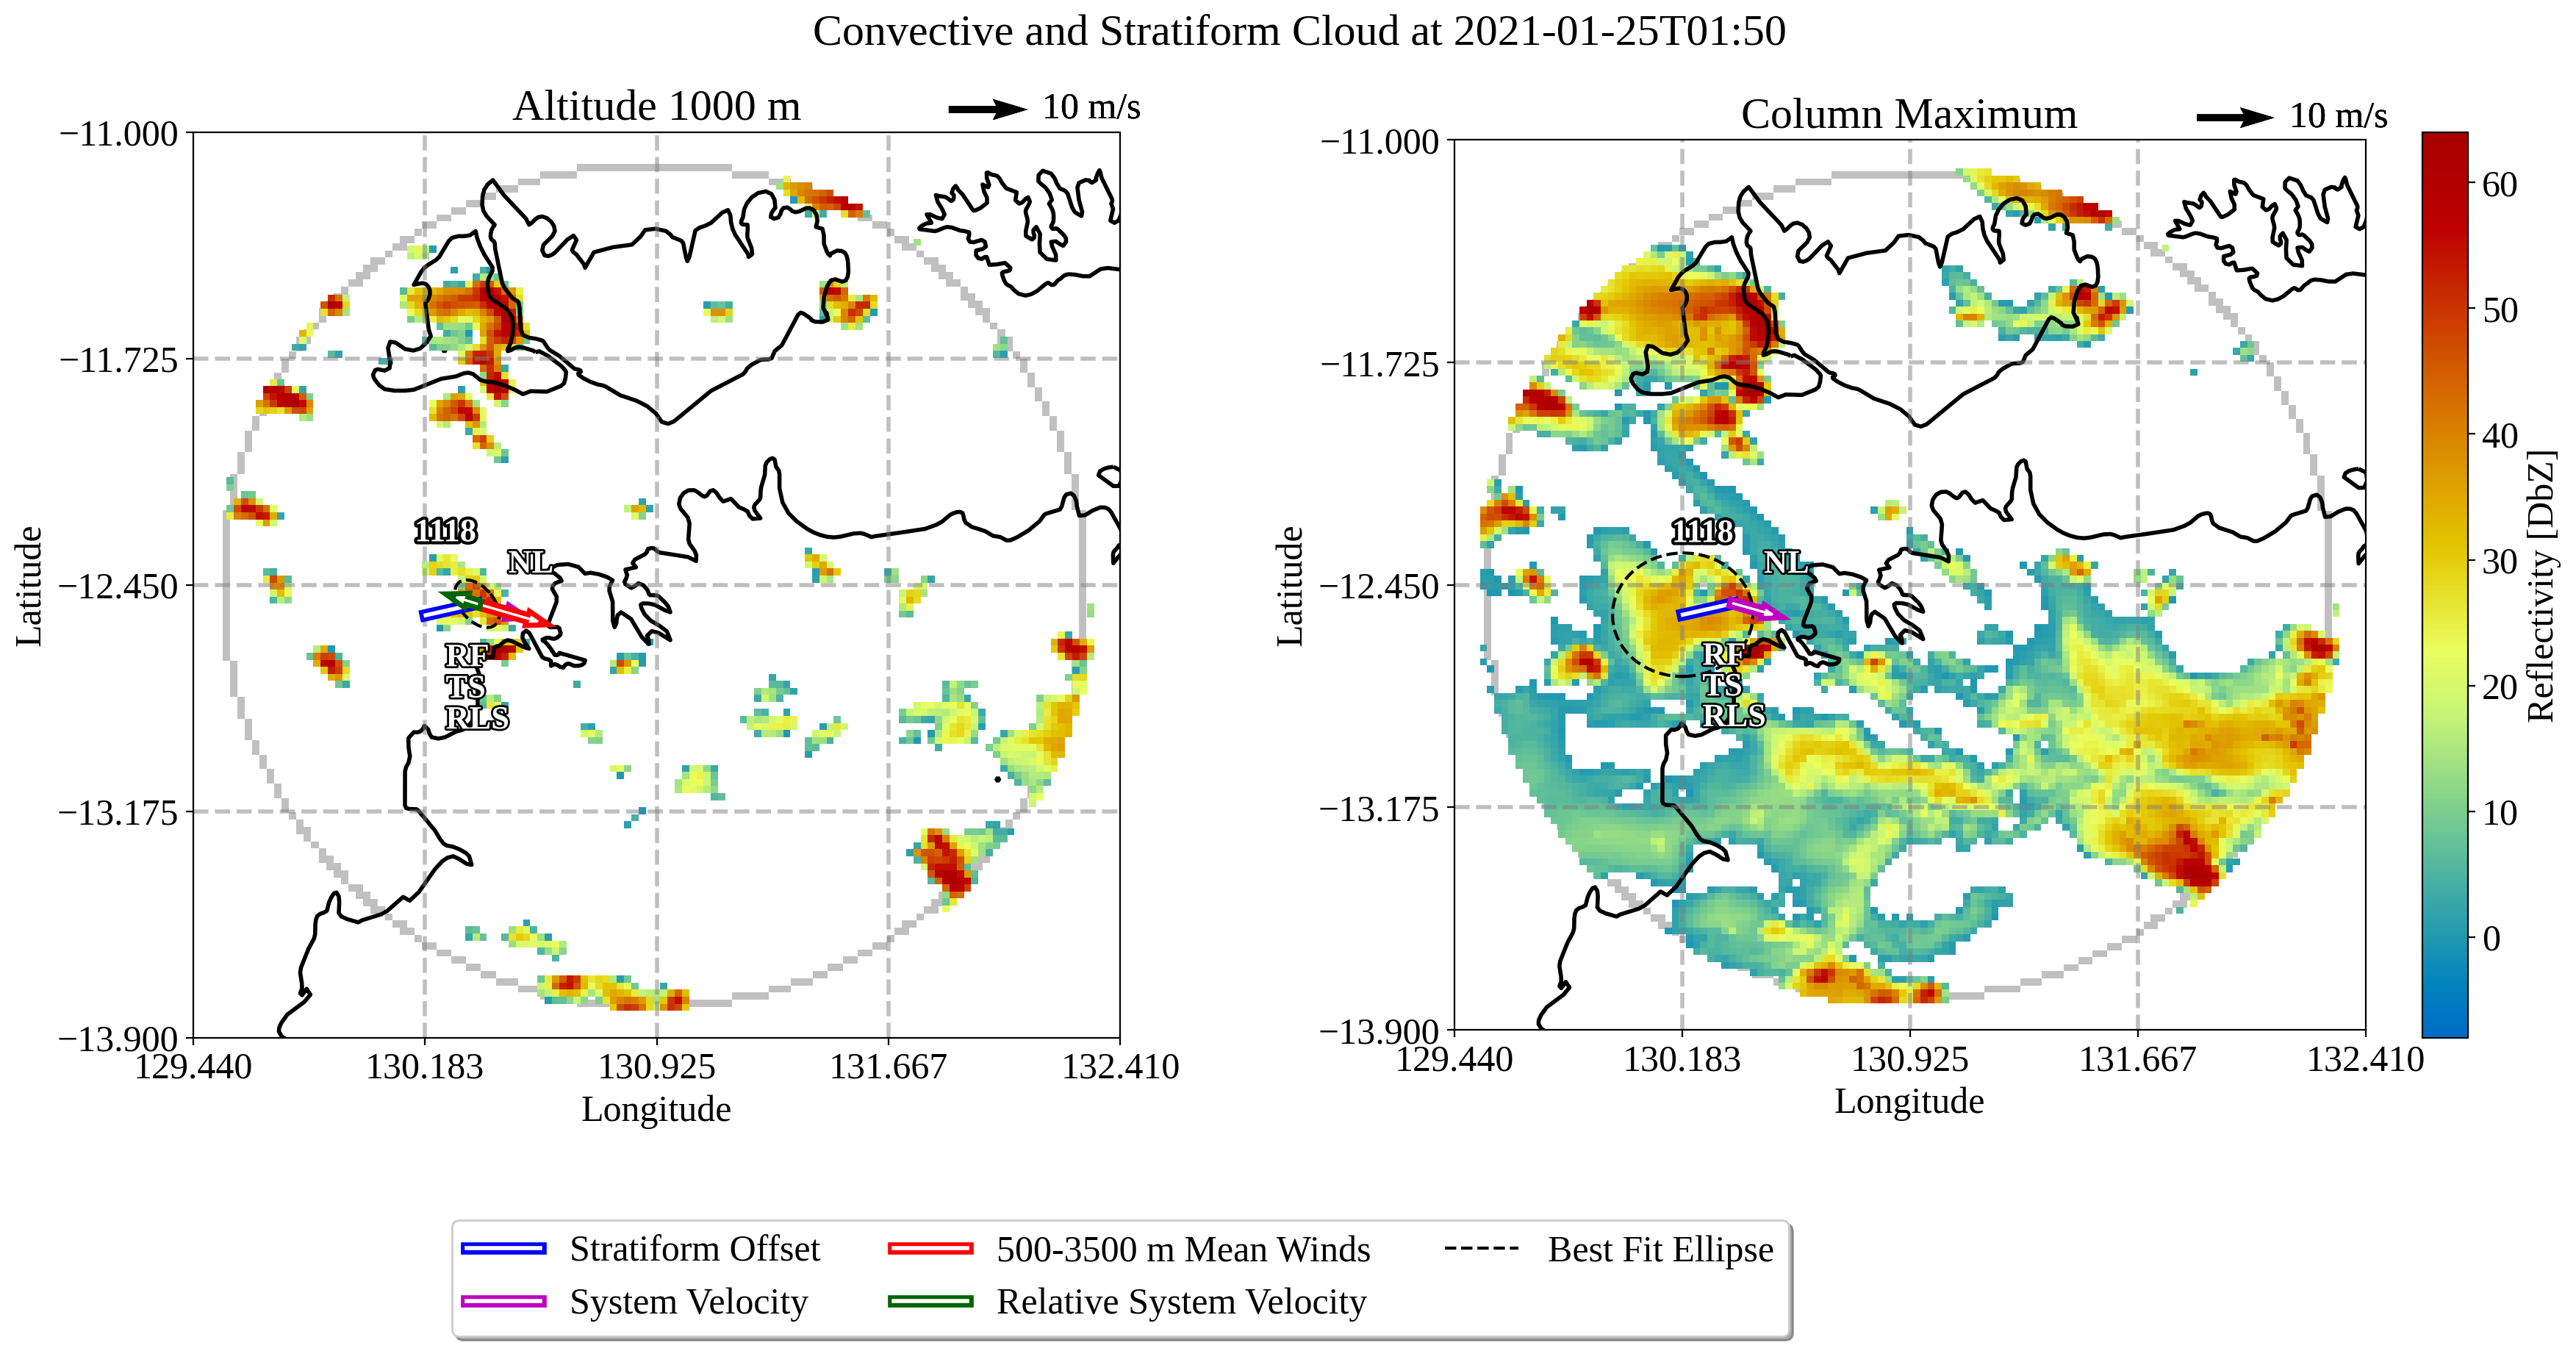 Convective and Stratiform Cloud at 2021-01-25T01:50
Altitude 1000 m
10 m/s
−11.000
−11.725
−12.450
−13.175
−13.900
129.440
130.183
130.925
131.667
132.410
Latitude
Longitude
1118
NL
RF
TS
RLS
Column Maximum
10 m/s
−11.000
−11.725
−12.450
−13.175
−13.900
129.440
130.183
130.925
131.667
132.410
Latitude
Longitude
1118
NL
RF
TS
RLS
60
50
40
30
20
10
0
Reflectivity [DbZ]
Stratiform Offset
System Velocity
500-3500 m Mean Winds
Relative System Velocity
Best Fit Ellipse